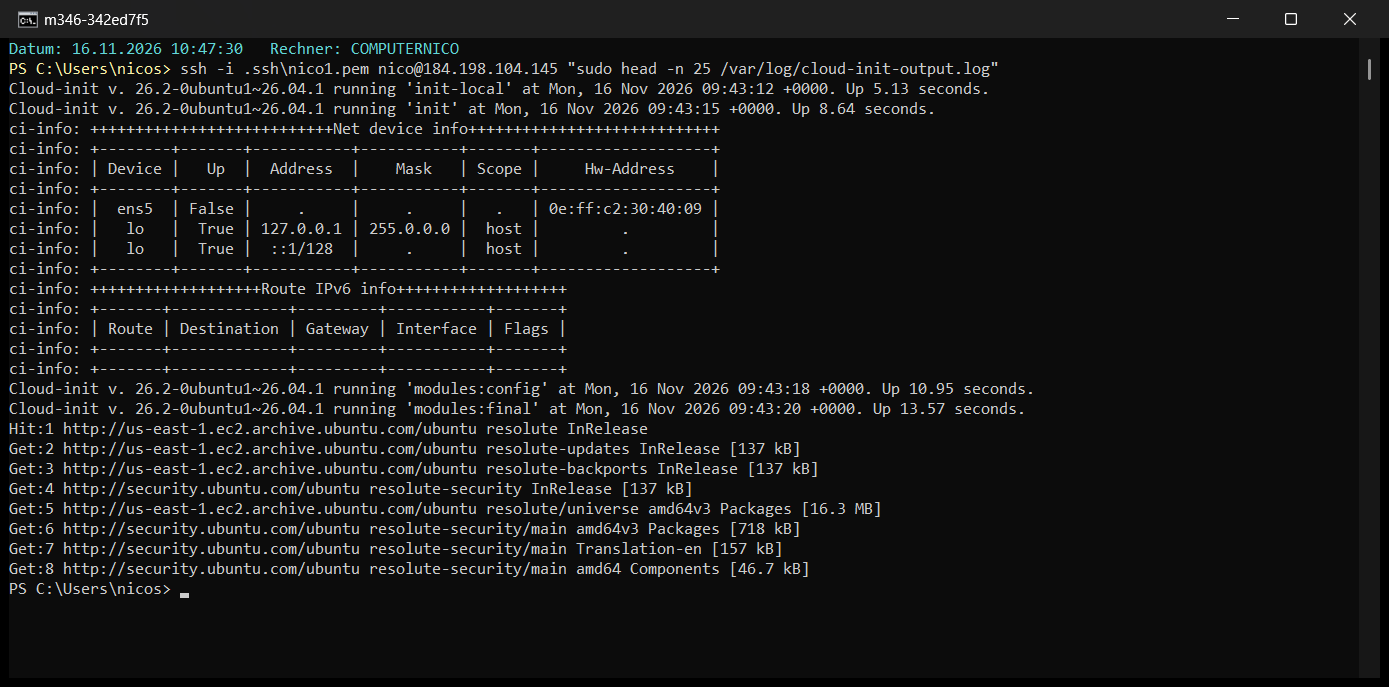 m346-342ed7f5
Datum: 16.11.2026 10:47:30   Rechner: COMPUTERNICO
PS C:\Users\nicos> ssh -i .ssh\nico1.pem nico@184.198.104.145 "sudo head -n 25 /var/log/cloud-init-output.log"
Cloud-init v. 26.2-0ubuntu1~26.04.1 running 'init-local' at Mon, 16 Nov 2026 09:43:12 +0000. Up 5.13 seconds.
Cloud-init v. 26.2-0ubuntu1~26.04.1 running 'init' at Mon, 16 Nov 2026 09:43:15 +0000. Up 8.64 seconds.
ci-info: +++++++++++++++++++++++++++Net device info++++++++++++++++++++++++++++
ci-info: +--------+-------+-----------+-----------+-------+-------------------+
ci-info: | Device |   Up  |  Address  |    Mask   | Scope |     Hw-Address    |
ci-info: +--------+-------+-----------+-----------+-------+-------------------+
ci-info: |  ens5  | False |     .     |     .     |   .   | 0e:ff:c2:30:40:09 |
ci-info: |   lo   |  True | 127.0.0.1 | 255.0.0.0 |  host |         .         |
ci-info: |   lo   |  True |  ::1/128  |     .     |  host |         .         |
ci-info: +--------+-------+-----------+-----------+-------+-------------------+
ci-info: +++++++++++++++++++Route IPv6 info+++++++++++++++++++
ci-info: +-------+-------------+---------+-----------+-------+
ci-info: | Route | Destination | Gateway | Interface | Flags |
ci-info: +-------+-------------+---------+-----------+-------+
ci-info: +-------+-------------+---------+-----------+-------+
Cloud-init v. 26.2-0ubuntu1~26.04.1 running 'modules:config' at Mon, 16 Nov 2026 09:43:18 +0000. Up 10.95 seconds.
Cloud-init v. 26.2-0ubuntu1~26.04.1 running 'modules:final' at Mon, 16 Nov 2026 09:43:20 +0000. Up 13.57 seconds.
Hit:1 http://us-east-1.ec2.archive.ubuntu.com/ubuntu resolute InRelease
Get:2 http://us-east-1.ec2.archive.ubuntu.com/ubuntu resolute-updates InRelease [137 kB]
Get:3 http://us-east-1.ec2.archive.ubuntu.com/ubuntu resolute-backports InRelease [137 kB]
Get:4 http://security.ubuntu.com/ubuntu resolute-security InRelease [137 kB]
Get:5 http://us-east-1.ec2.archive.ubuntu.com/ubuntu resolute/universe amd64v3 Packages [16.3 MB]
Get:6 http://security.ubuntu.com/ubuntu resolute-security/main amd64v3 Packages [718 kB]
Get:7 http://security.ubuntu.com/ubuntu resolute-security/main Translation-en [157 kB]
Get:8 http://security.ubuntu.com/ubuntu resolute-security/main amd64 Components [46.7 kB]
PS C:\Users\nicos>